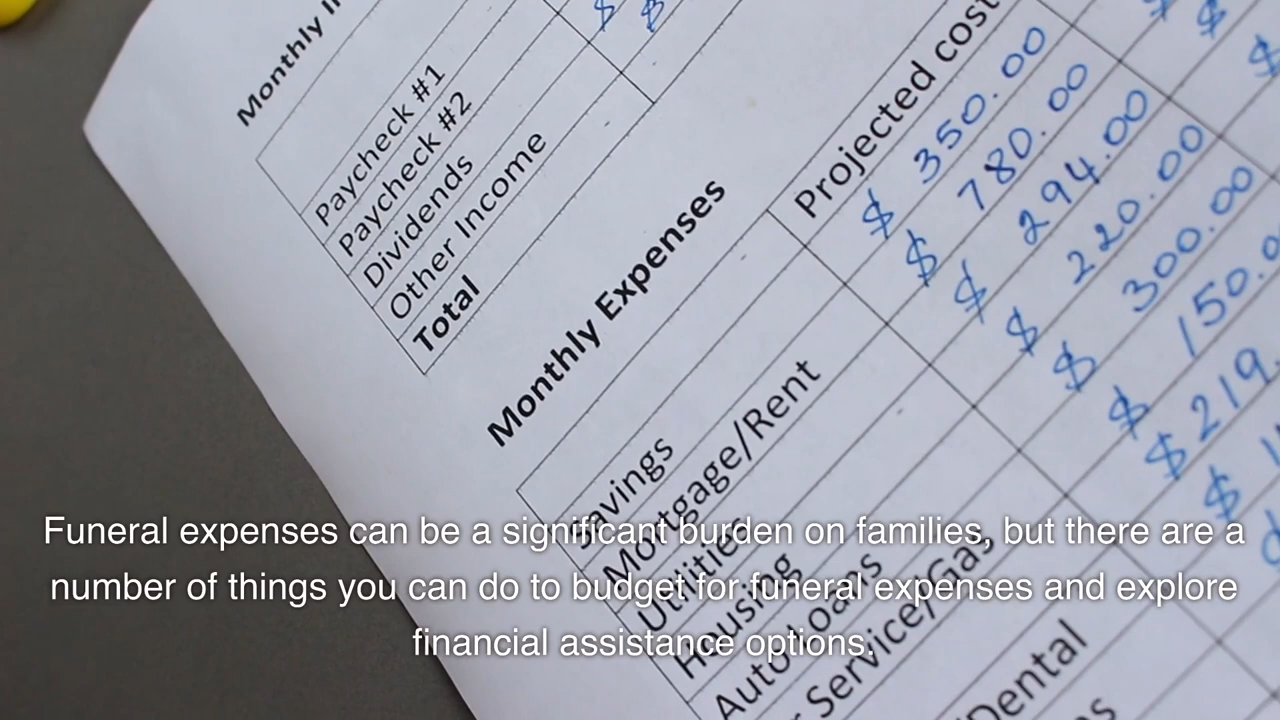 Monthly
Paycheck #1
Paycheck #2
Dividends
Other Income
Total
$
$
Monthly Expenses
Projected cost
Savings $ 350.00
Mortgage/Rent $ 780.00
Utilities $ 294.00
Housing $ 220.00
Auto Loans $ 300.00
Service/Gas $ 150.0
Dental $ 219.
$
$
$
$
Funeral expenses can be a significant burden on families, but there are a
number of things you can do to budget for funeral expenses and explore
financial assistance options.